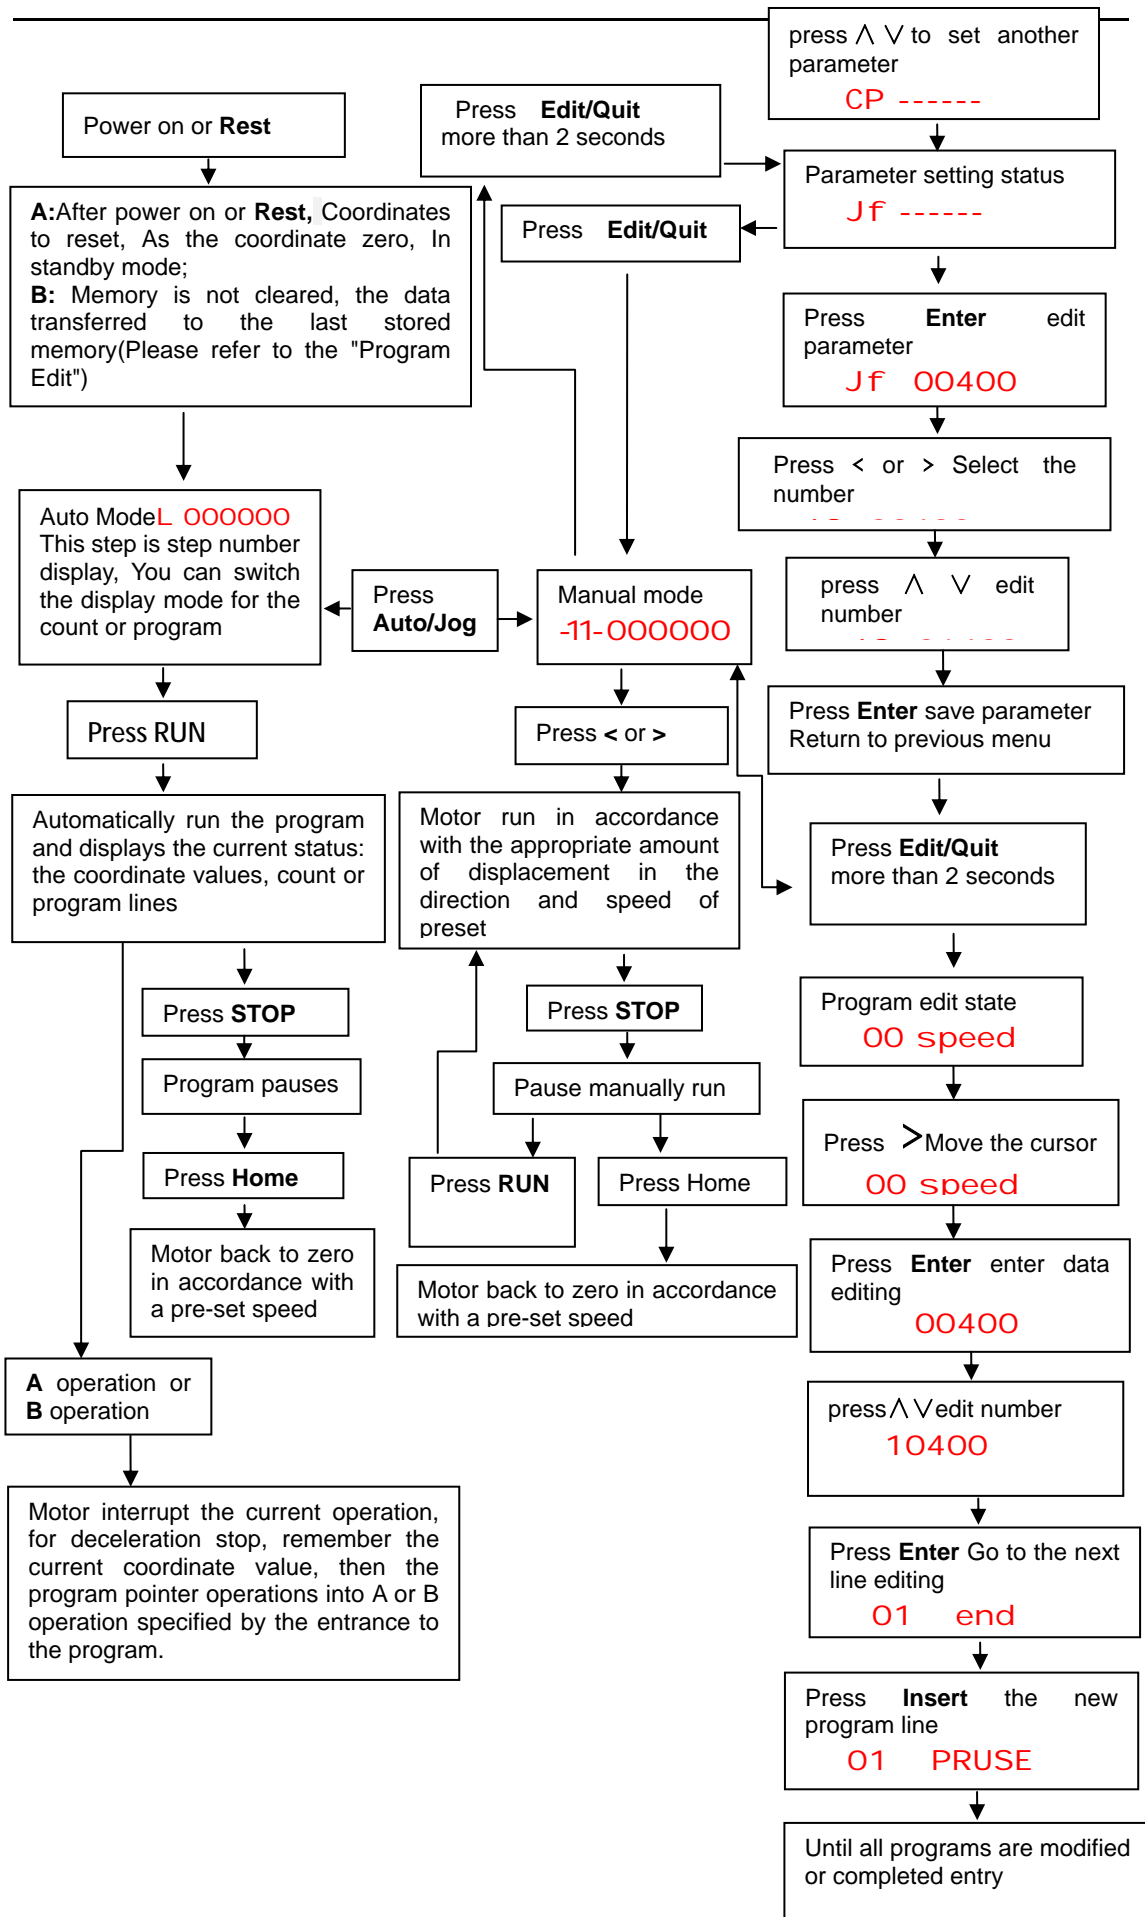 press ∧ ∨ to set another
parameter
CP ------
Press Edit/Quit
more than 2 seconds
Power on or Rest
Parameter setting status
Jf ------
A:After power on or Rest, Coordinates
to reset, As the coordinate zero, In
standby mode;
B: Memory is not cleared, the data
transferred to the last stored
memory(Please refer to the "Program
Edit")
Press Edit/Quit
Press Enter edit
parameter
Jf 00400
Press < or > Select the
number
Auto ModeL 000000
This step is step number
display, You can switch
the display mode for the
count or program
Press
Auto/Jog
Manual mode
-11-000000
press ∧ ∨ edit
number
Press Enter save parameter
Return to previous menu
Press RUN
Press < or >
Automatically run the program
and displays the current status:
the coordinate values, count or
program lines
Motor run in accordance
with the appropriate amount
of displacement in the
direction and speed of
preset
Press Edit/Quit
more than 2 seconds
Press STOP
Press STOP
Program edit state
00 speed
Program pauses
Pause manually run
Press >Move the cursor
00 speed
Press Home
Press RUN
Press Home
Motor back to zero
in accordance with
a pre-set speed
Motor back to zero in accordance
with a pre-set speed
Press Enter enter data
editing
00400
A operation or
B operation
press∧∨edit number
10400
Motor interrupt the current operation,
for deceleration stop, remember the
current coordinate value, then the
program pointer operations into A or B
operation specified by the entrance to
the program.
Press Enter Go to the next
line editing
01 end
Press Insert the new
program line
01 PRUSE
Until all programs are modified
or completed entry